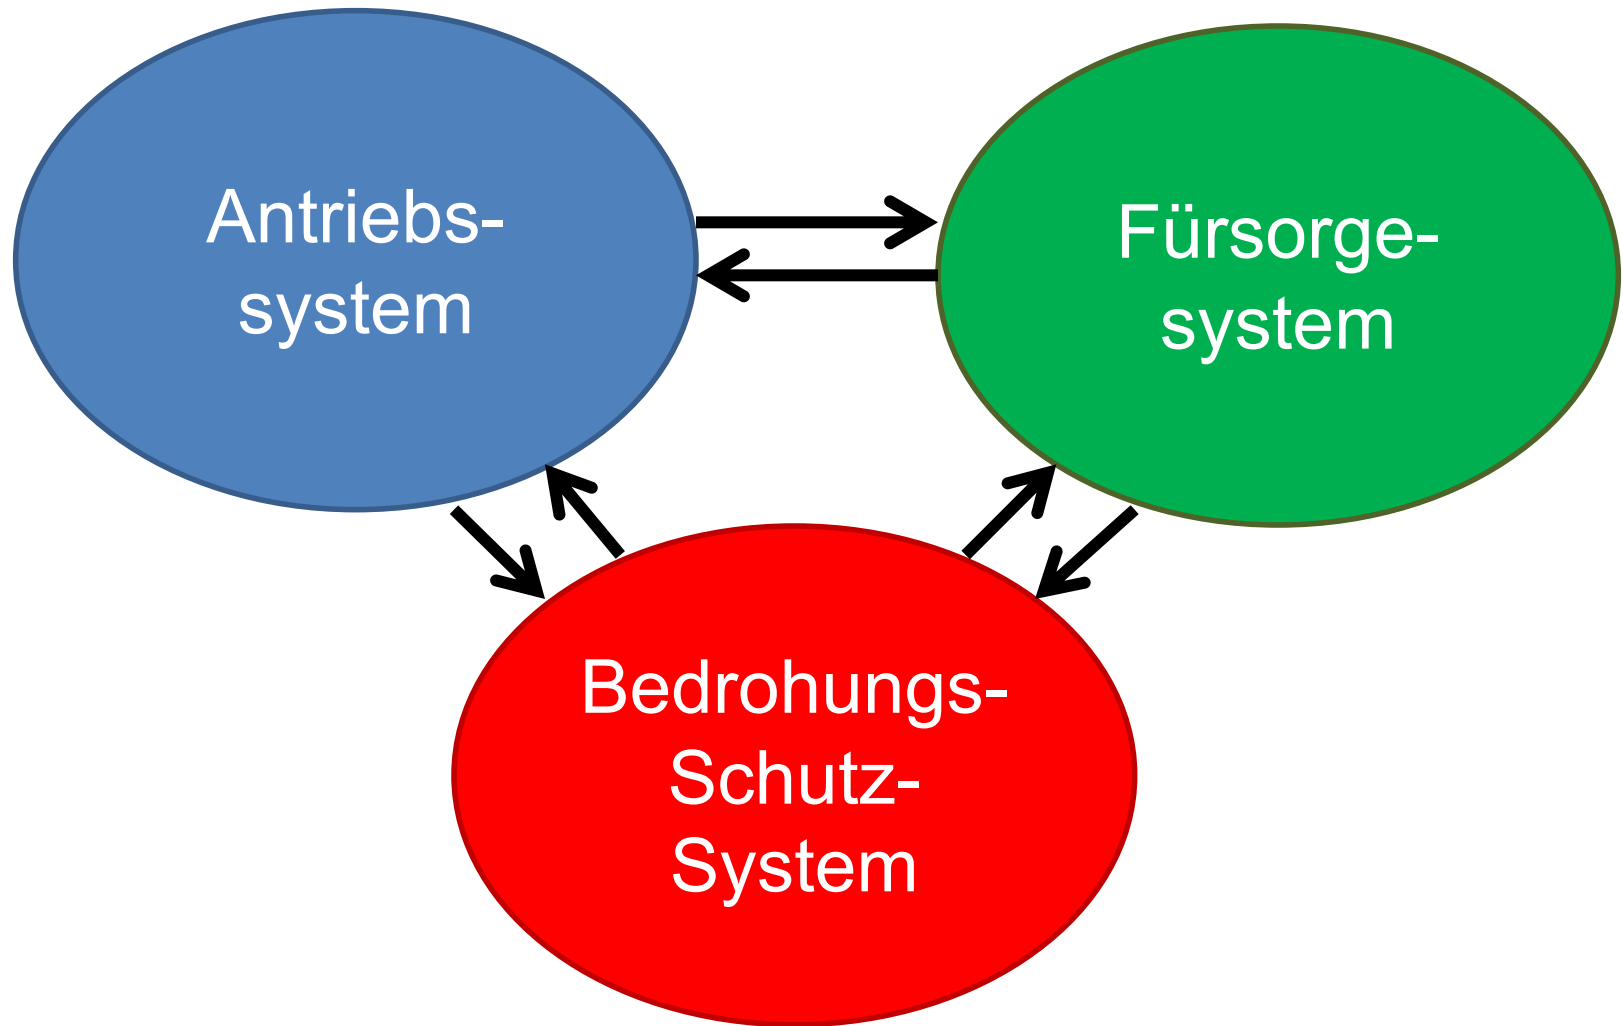 Antriebs-
system
Fürsorge-
system
Bedrohungs-
Schutz-
System